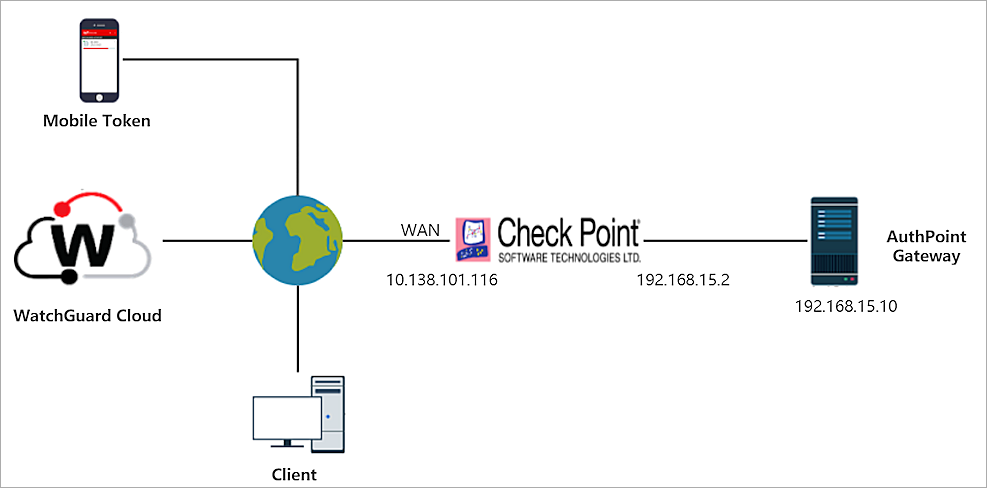 Mobile Token
W
WatchGuard Cloud
WAN
10.138.101.116
Check Point
SOFTWARE TECHNOLOGIES LTD.
192.168.15.2
AuthPoint
Gateway
192.168.15.10
Client